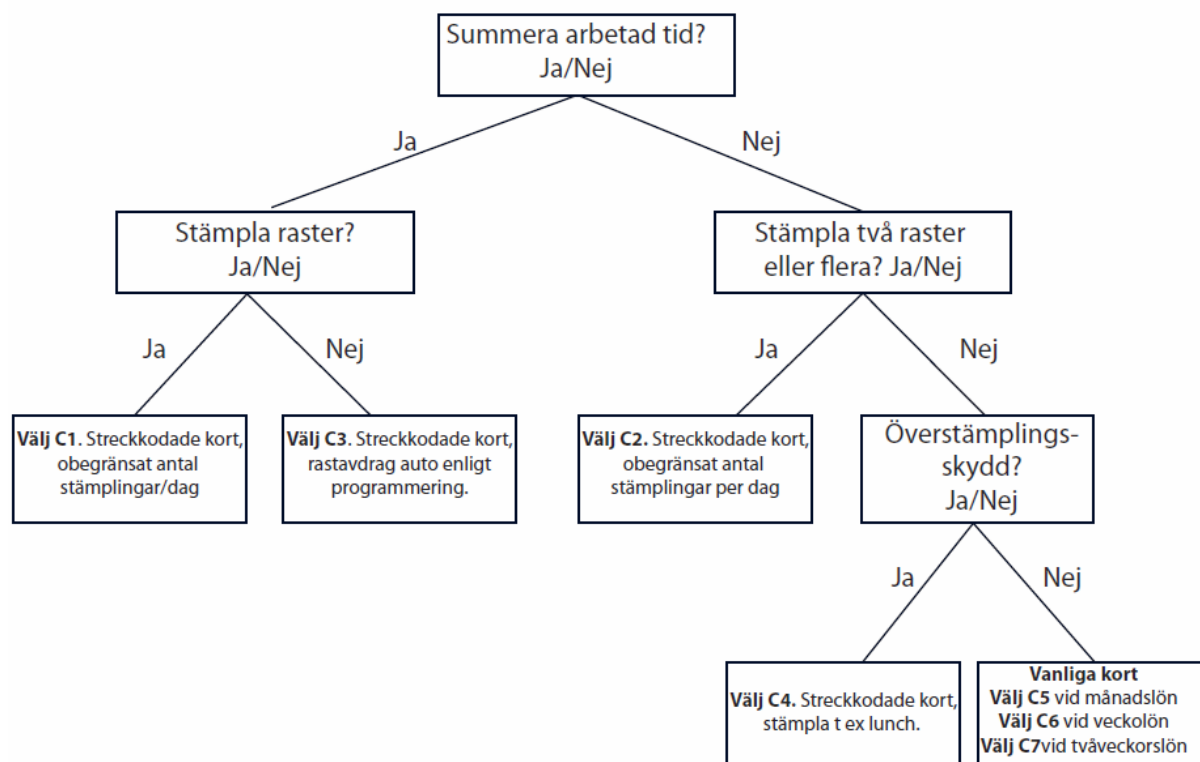 Summera arbetad tid?
Ja/Nej
Ja
Nej
Stämpla raster?
Ja/Nej
Stämpla två raster
eller flera? Ja/Nej
Ja
Nej
Ja
Nej
Välj C1. Streckkodade kort,
obegränsat antal
stämplingar/dag
Välj C3. Streckkodade kort,
rastavdrag auto enligt
programmering.
Välj C2. Streckkodade kort,
obegränsat antal
stämplingar per dag
Överstämplings-
skydd?
Ja/Nej
Ja
Nej
Välj C4. Streckkodade kort,
stämpla t ex lunch.
Vanliga kort
Välj C5 vid månadslön
Välj C6 vid veckolön
Välj C7vid tvåveckorslön